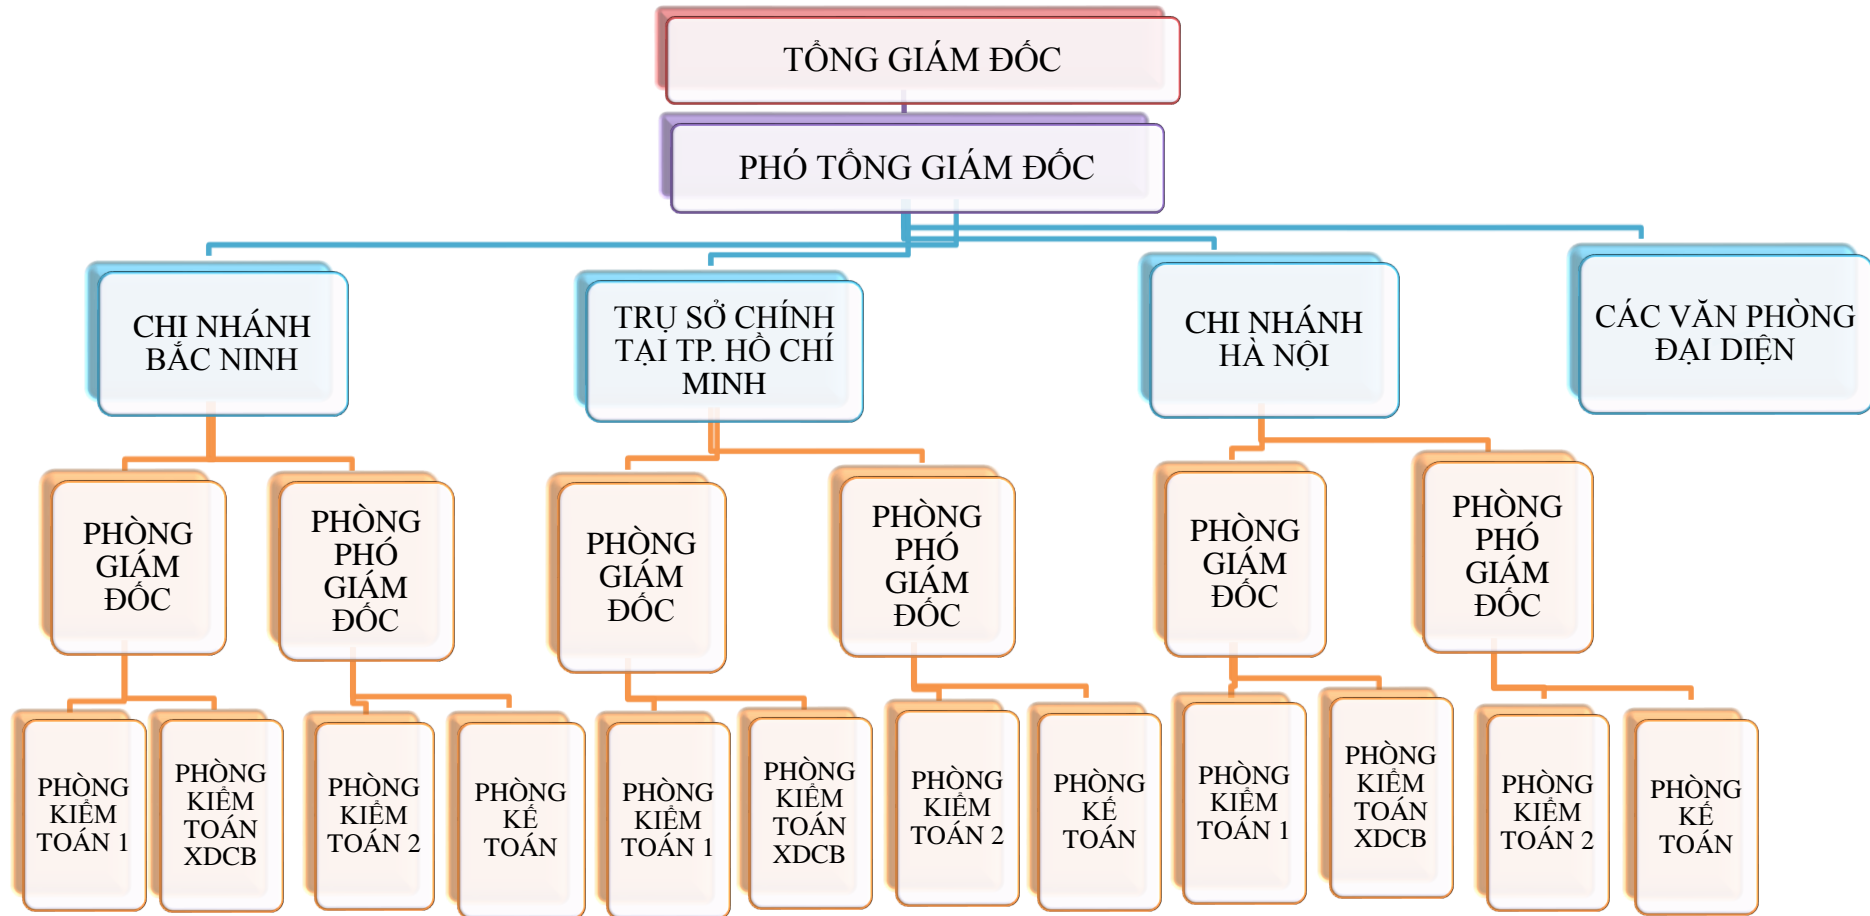 TỔNG GIÁM ĐỐC
PHÓ TỔNG GIÁM ĐỐC
CHI NHÁNH
BẮC NINH
TRỤ SỞ CHÍNH
TẠI TP. HỒ CHÍ
MINH
CHI NHÁNH
HÀ NỘI
CÁC VĂN PHÒNG
ĐẠI DIỆN
PHÒNG
GIÁM
ĐỐC
PHÒNG
PHÓ
GIÁM
ĐỐC
PHÒNG
GIÁM
ĐỐC
PHÒNG
PHÓ
GIÁM
ĐỐC
PHÒNG
GIÁM
ĐỐC
PHÒNG
PHÓ
GIÁM
ĐỐC
PHÒNG
KIỂM
TOÁN 1
PHÒNG
KIỂM
TOÁN
XDCB
PHÒNG
KIỂM
TOÁN 2
PHÒNG
KẾ
TOÁN
PHÒNG
KIỂM
TOÁN 1
PHÒNG
KIỂM
TOÁN
XDCB
PHÒNG
KIỂM
TOÁN 2
PHÒNG
KẾ
TOÁN
PHÒNG
KIỂM
TOÁN 1
PHÒNG
KIỂM
TOÁN
XDCB
PHÒNG
KIỂM
TOÁN 2
PHÒNG
KẾ
TOÁN